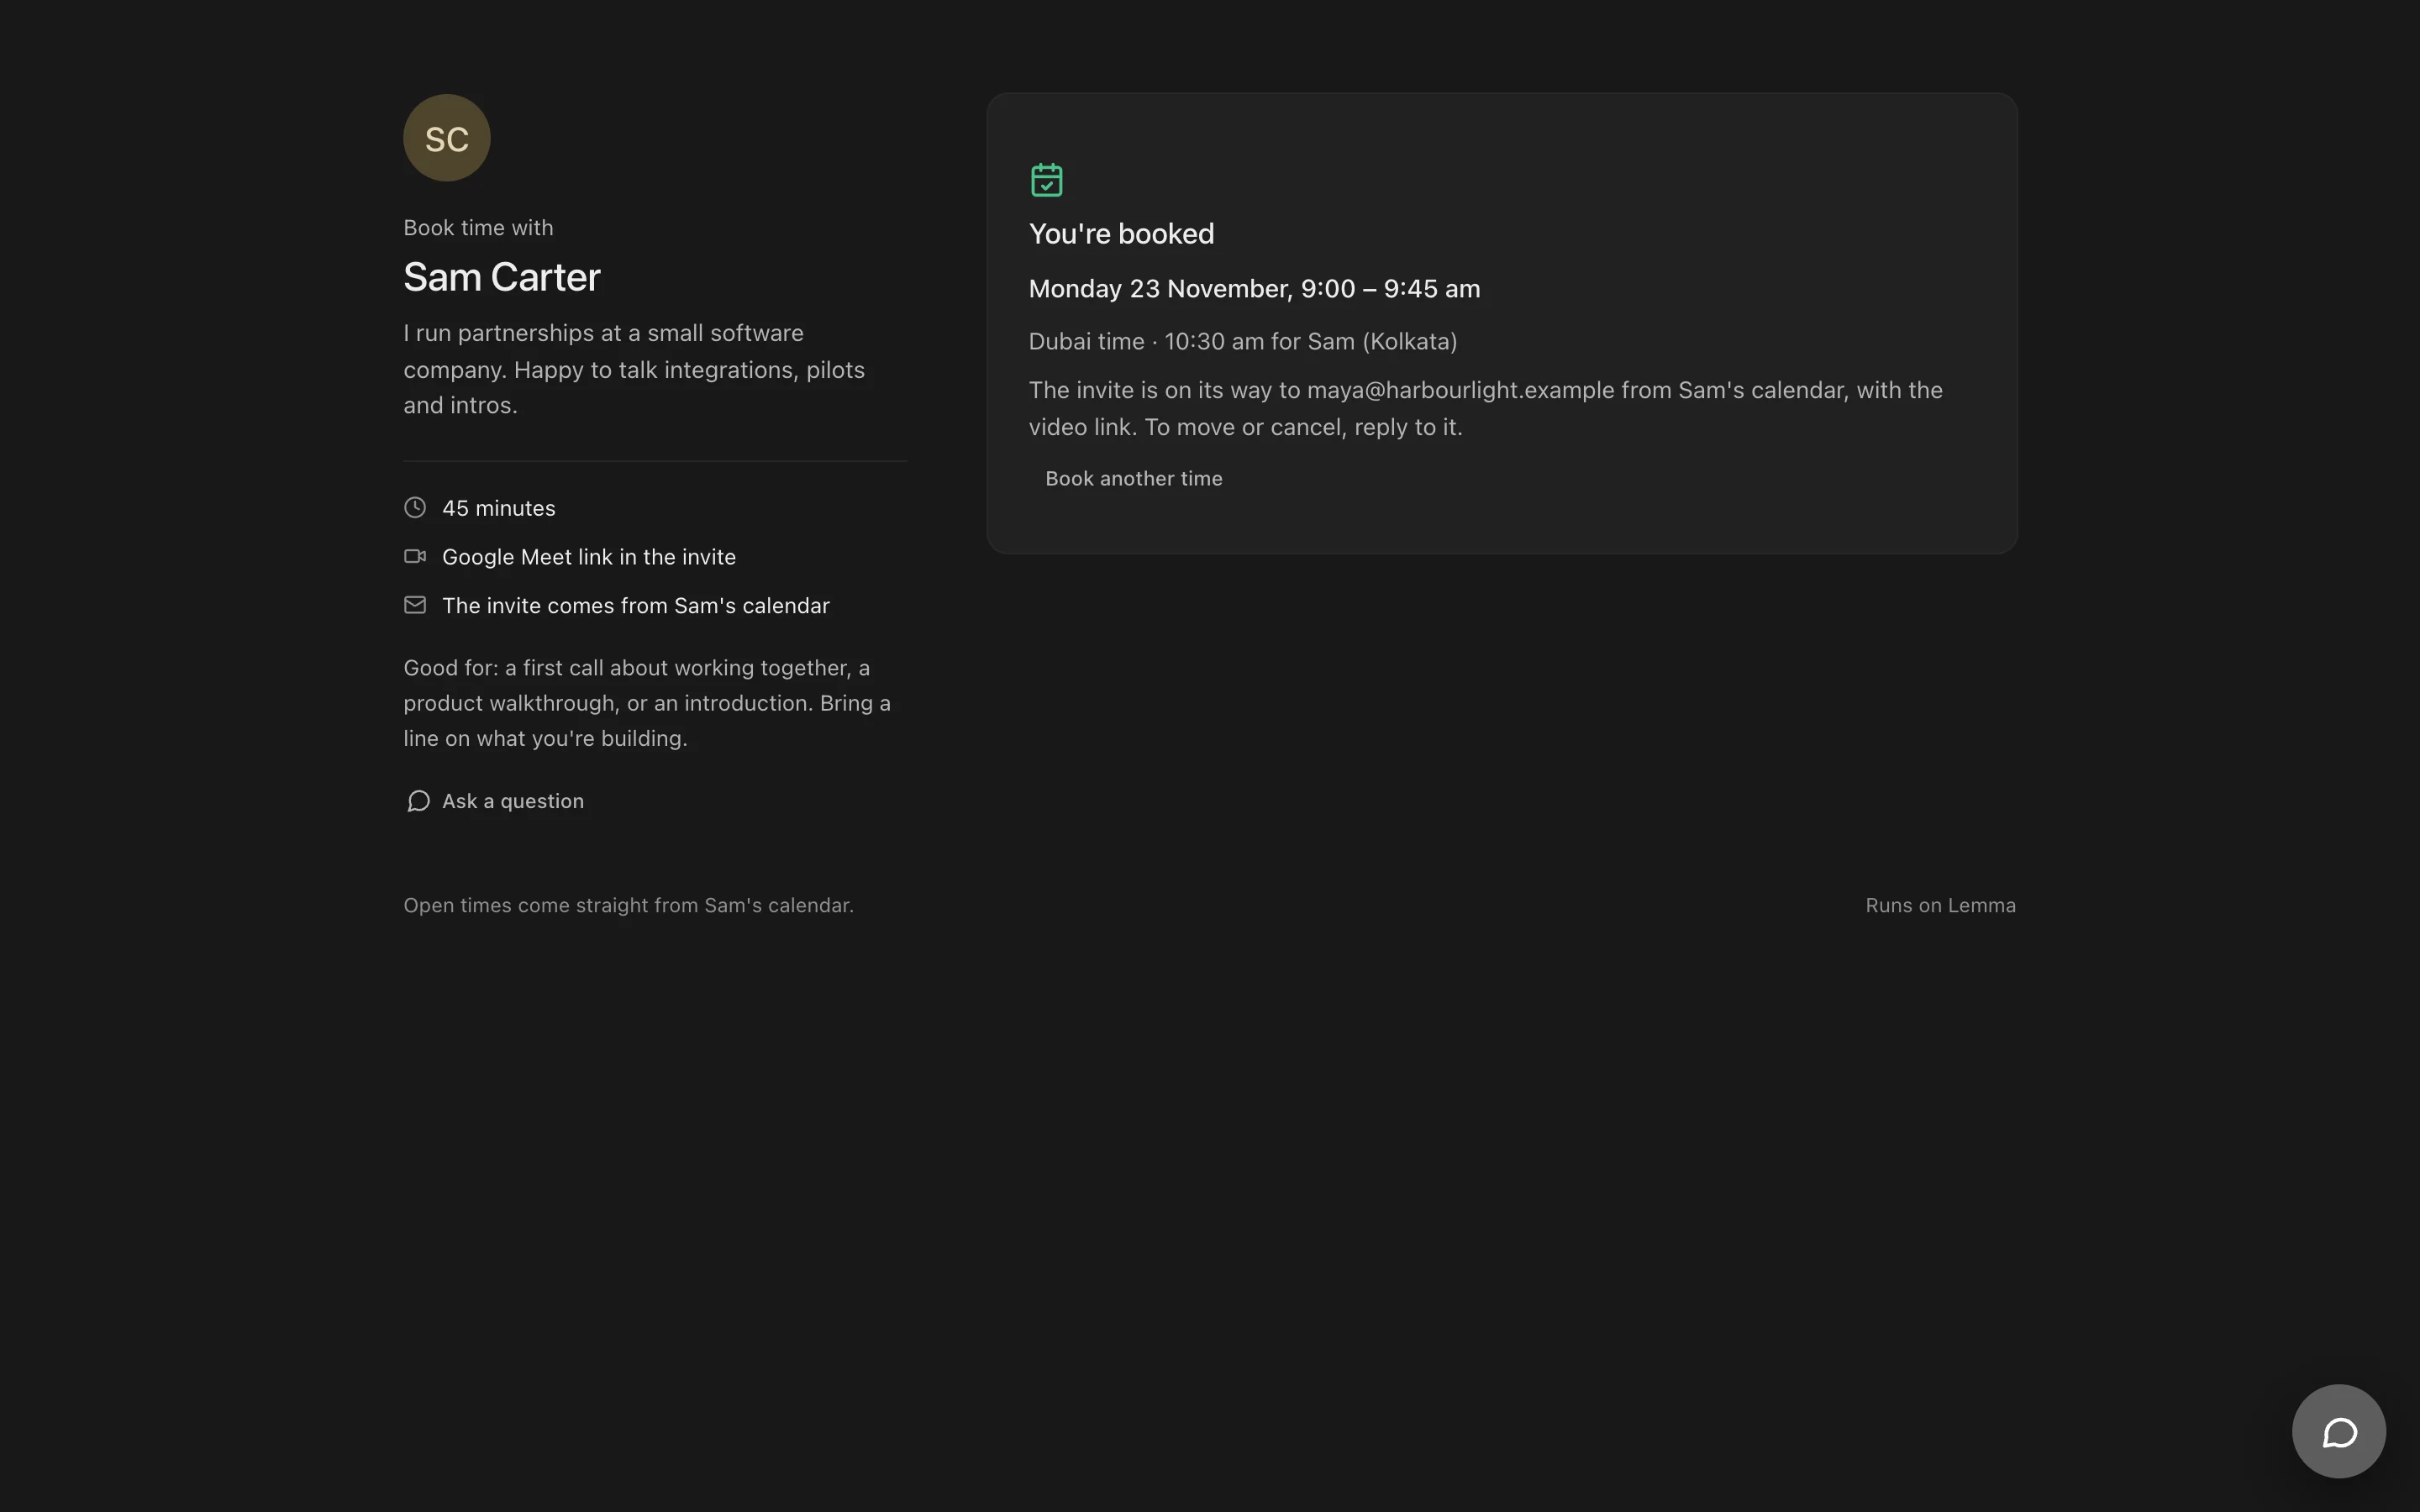 SC
Book time with
Sam Carter
I run partnerships at a small software
company. Happy to talk integrations, pilots
and intros.
45 minutes
Google Meet link in the invite
The invite comes from Sam's calendar
Good for: a first call about working together, a
product walkthrough, or an introduction. Bring a
line on what you're building.
Ask a question
You're booked
Monday 23 November, 9:00 – 9:45 am
Dubai time · 10:30 am for Sam (Kolkata)
The invite is on its way to maya@harbourlight.example from Sam's calendar, with the
video link. To move or cancel, reply to it.
Book another time
Open times come straight from Sam's calendar.
Runs on Lemma